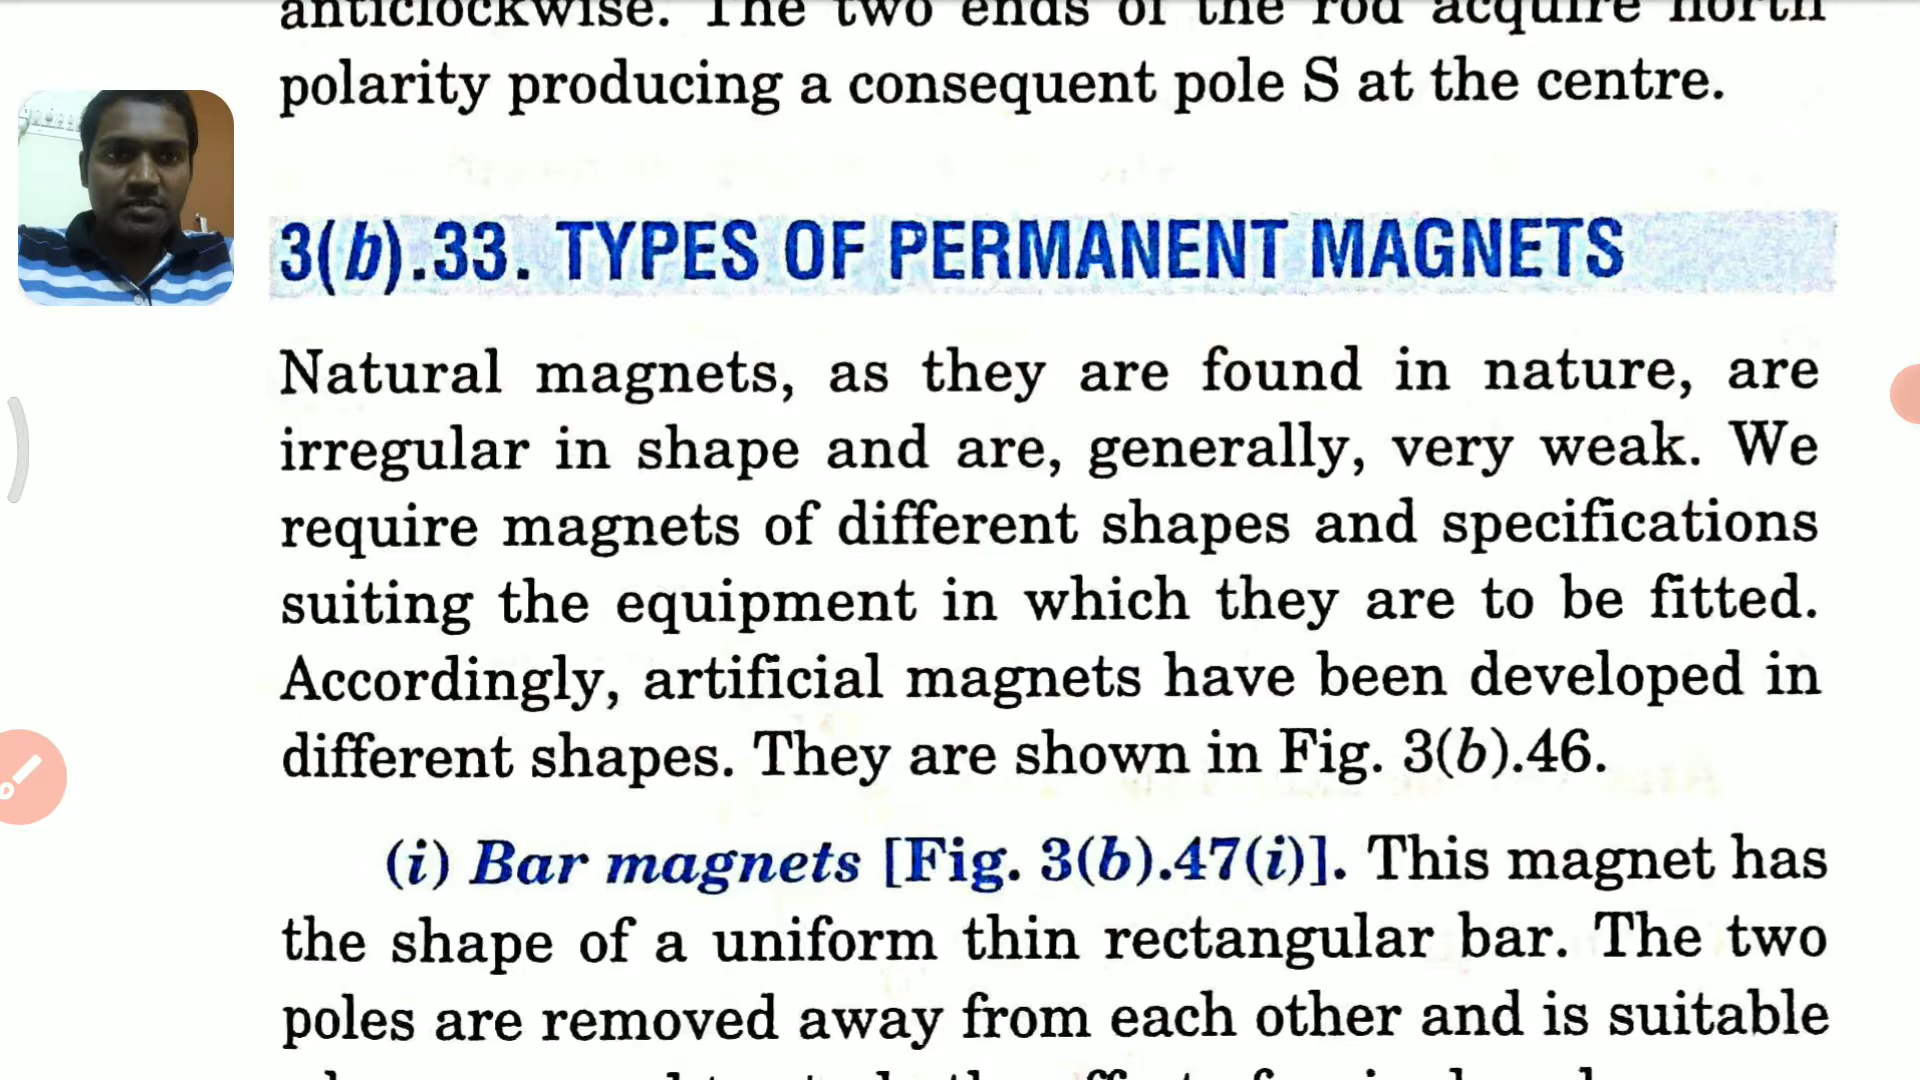 anticlockwise. The two ends of the rod acquire north
polarity producing a consequent pole S at the centre.
3(b).33. TYPES OF PERMANENT MAGNETS
Natural magnets, as they are found in nature, are
irregular in shape and are, generally, very weak. We
require magnets of different shapes and specifications
suiting the equipment in which they are to be fitted.
Accordingly, artificial magnets have been developed in
different shapes. They are shown in Fig. 3(b).46.
(i) Bar magnets [Fig. 3(b).47(i)]. This magnet has
the shape of a uniform thin rectangular bar. The two
poles are removed away from each other and is suitable